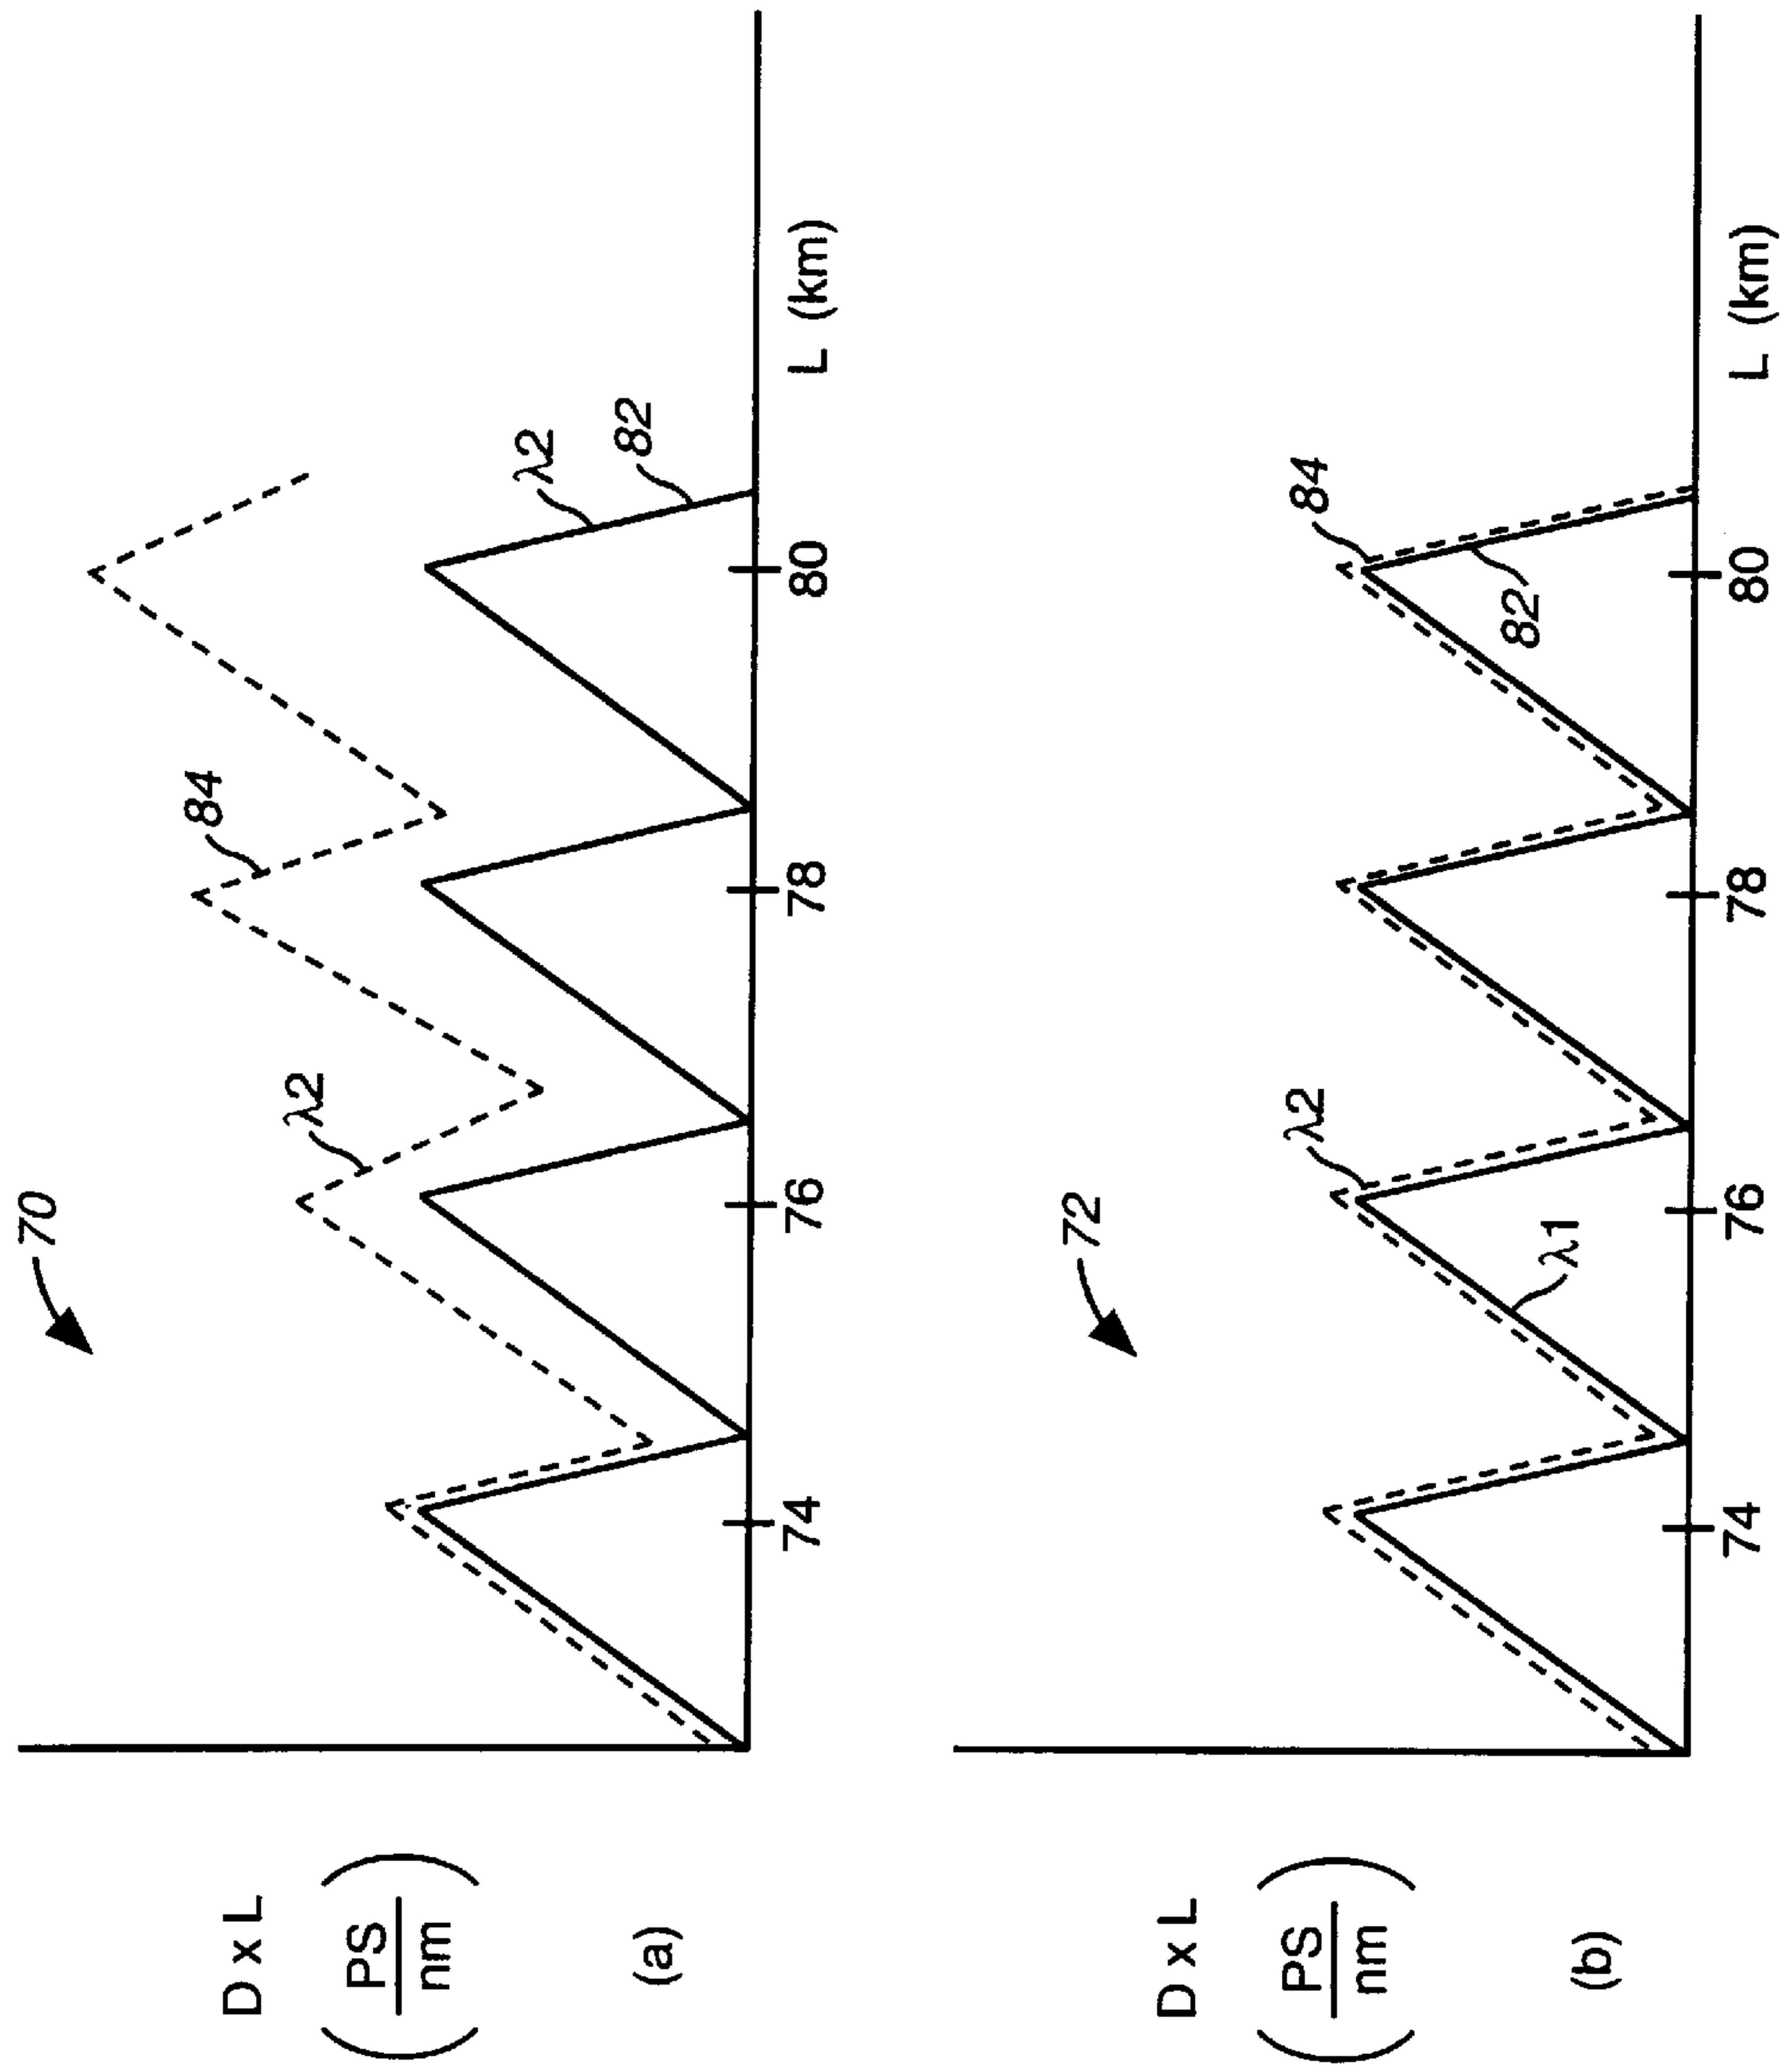 70
D x L
(PS/nm)
(a)
λ2
84
λ2
82
74
76
78
80
L (km)
72
D x L
(PS/nm)
(b)
λ2
84
λ1
82
74
76
78
80
L (km)